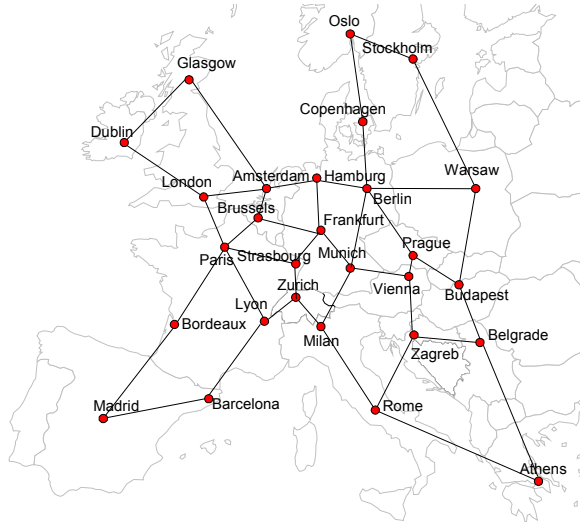 Oslo
Stockholm
Glasgow
Copenhagen
Dublin
Amsterdam
Hamburg
Warsaw
London
Berlin
Brussels
Frankfurt
Prague
Paris
Strasbourg
Munich
Zurich
Vienna
Budapest
Lyon
Bordeaux
Milan
Belgrade
Zagreb
Madrid
Barcelona
Rome
Athens